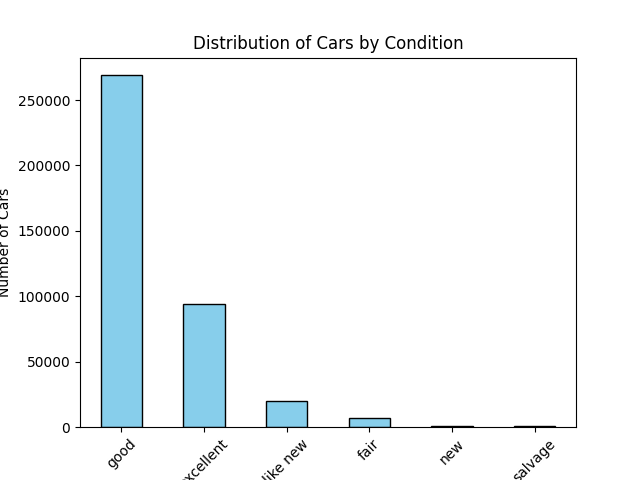 Distribution of Cars by Condition
Number of Cars
250000
200000
150000
100000
50000
0
good
xcellent
like new
fair
new
salvage